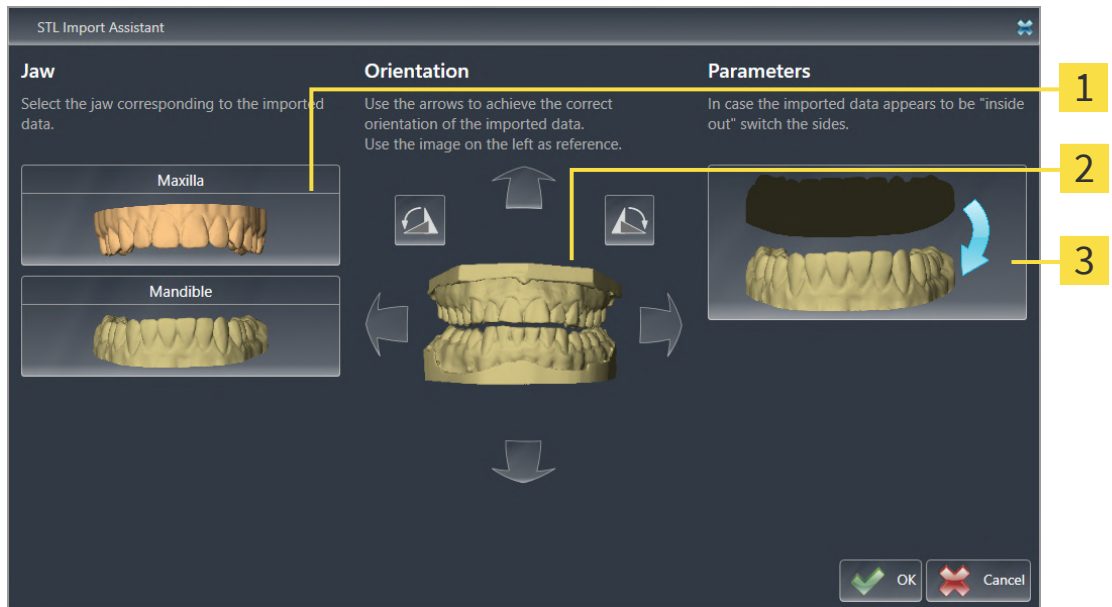 STL Import Assistant
Jaw
Select the jaw corresponding to the imported
data.
Maxilla
Mandible
Orientation
Use the arrows to achieve the correct
orientation of the imported data.
Use the image on the left as reference.
Parameters
In case the imported data appears to be "inside
out" switch the sides.
1
2
3
OK
Cancel